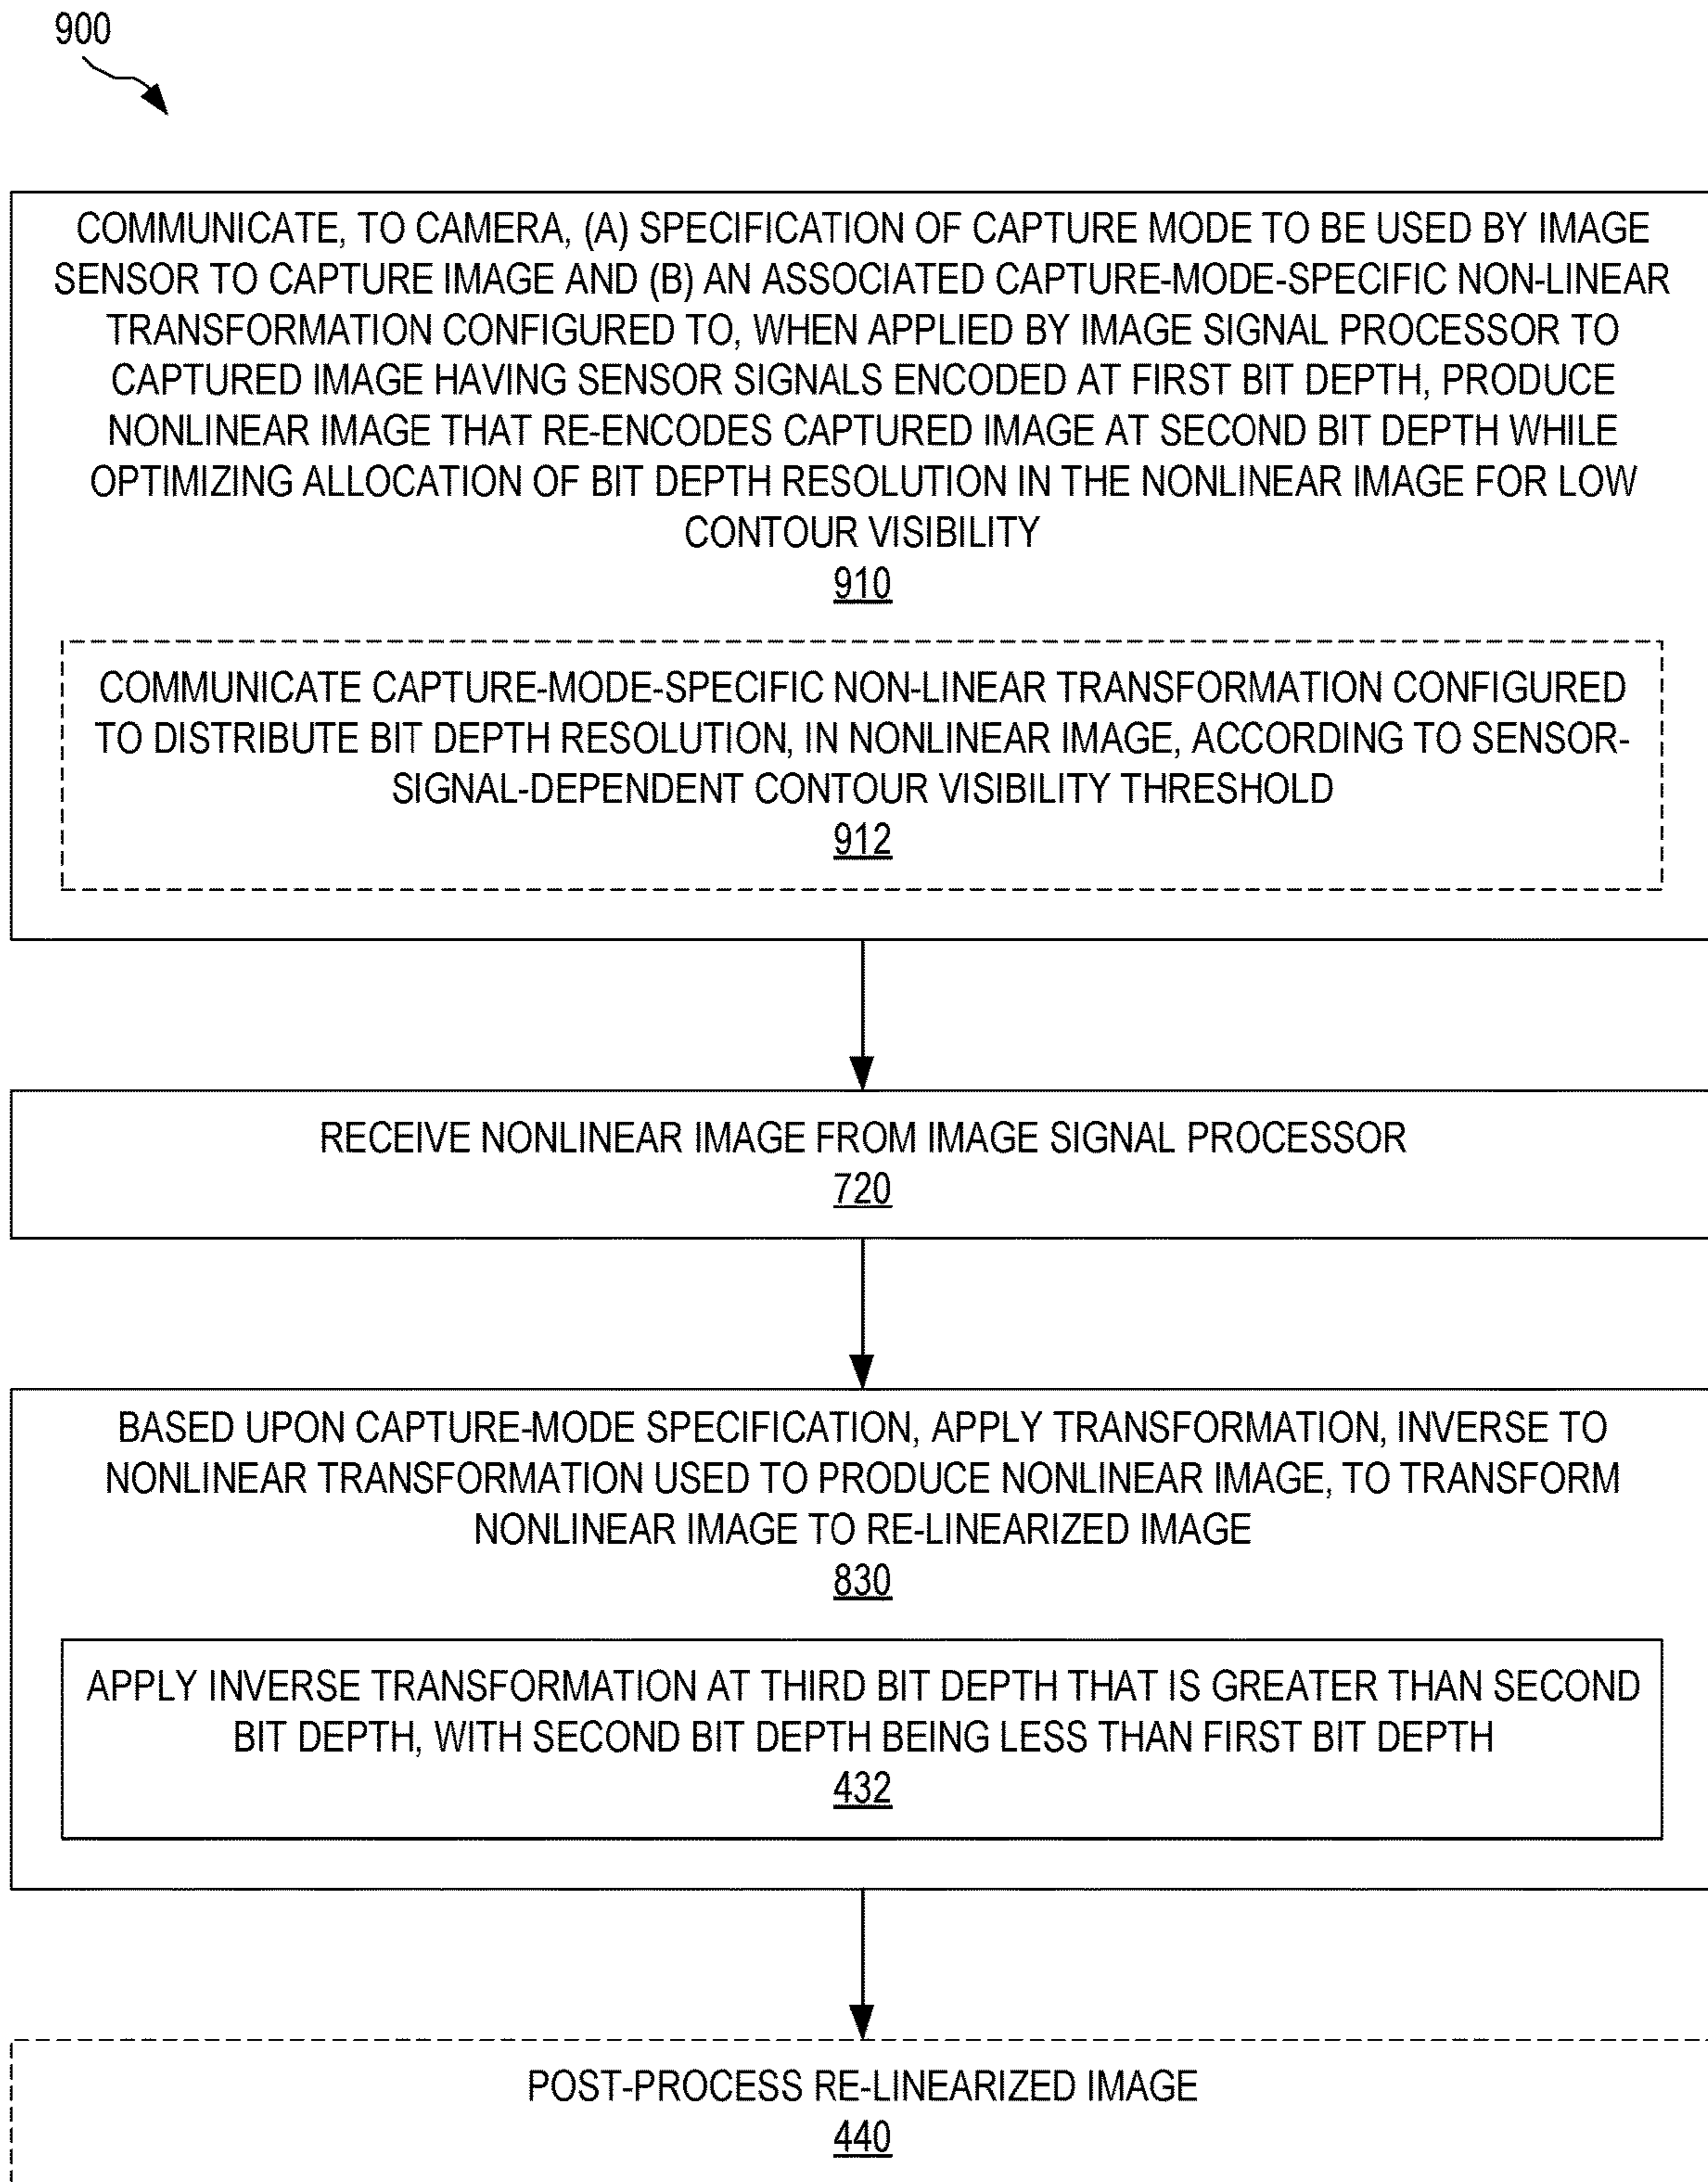 900
COMMUNICATE, TO CAMERA, (A) SPECIFICATION OF CAPTURE MODE TO BE USED BY IMAGE
SENSOR TO CAPTURE IMAGE AND (B) AN ASSOCIATED CAPTURE-MODE-SPECIFIC NON-LINEAR
TRANSFORMATION CONFIGURED TO, WHEN APPLIED BY IMAGE SIGNAL PROCESSOR TO
CAPTURED IMAGE HAVING SENSOR SIGNALS ENCODED AT FIRST BIT DEPTH, PRODUCE
NONLINEAR IMAGE THAT RE-ENCODES CAPTURED IMAGE AT SECOND BIT DEPTH WHILE
OPTIMIZING ALLOCATION OF BIT DEPTH RESOLUTION IN THE NONLINEAR IMAGE FOR LOW
CONTOUR VISIBILITY
910
COMMUNICATE CAPTURE-MODE-SPECIFIC NON-LINEAR TRANSFORMATION CONFIGURED
TO DISTRIBUTE BIT DEPTH RESOLUTION, IN NONLINEAR IMAGE, ACCORDING TO SENSOR-
SIGNAL-DEPENDENT CONTOUR VISIBILITY THRESHOLD
912
RECEIVE NONLINEAR IMAGE FROM IMAGE SIGNAL PROCESSOR
720
BASED UPON CAPTURE-MODE SPECIFICATION, APPLY TRANSFORMATION, INVERSE TO
NONLINEAR TRANSFORMATION USED TO PRODUCE NONLINEAR IMAGE, TO TRANSFORM
NONLINEAR IMAGE TO RE-LINEARIZED IMAGE
830
APPLY INVERSE TRANSFORMATION AT THIRD BIT DEPTH THAT IS GREATER THAN SECOND
BIT DEPTH, WITH SECOND BIT DEPTH BEING LESS THAN FIRST BIT DEPTH
432
POST-PROCESS RE-LINEARIZED IMAGE
440